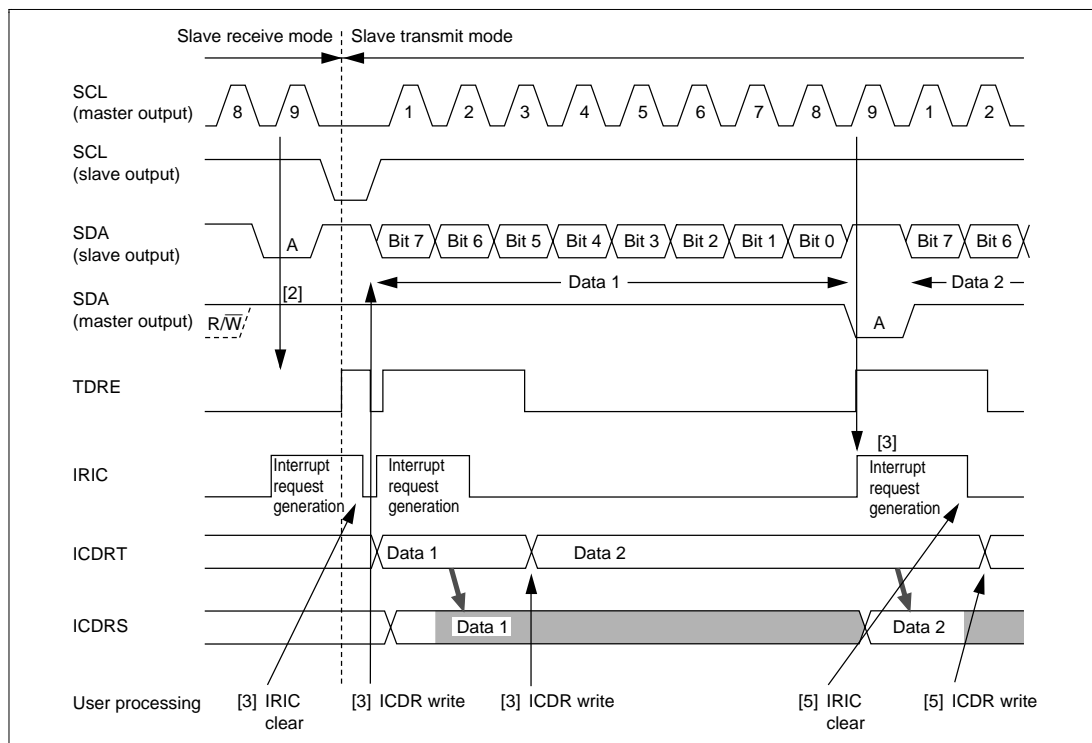 Slave receive mode Slave transmit mode
SCL
(master output)
8 9 1 2 3 4 5 6 7 8 9 1 2
SCL
(slave output)
SDA
(slave output)
A Bit 7 Bit 6 Bit 5 Bit 4 Bit 3 Bit 2 Bit 1 Bit 0 Bit 7 Bit 6
[2] Data 1 Data 2
SDA
(master output)
R/W̅ A
TDRE
[3]
IRIC
Interrupt
request
generation
Interrupt
request
generation
Interrupt
request
generation
ICDRT Data 1 Data 2
ICDRS Data 1 Data 2
User processing [3] IRIC
clear
[3] ICDR write [3] ICDR write [5] IRIC
clear
[5] ICDR write